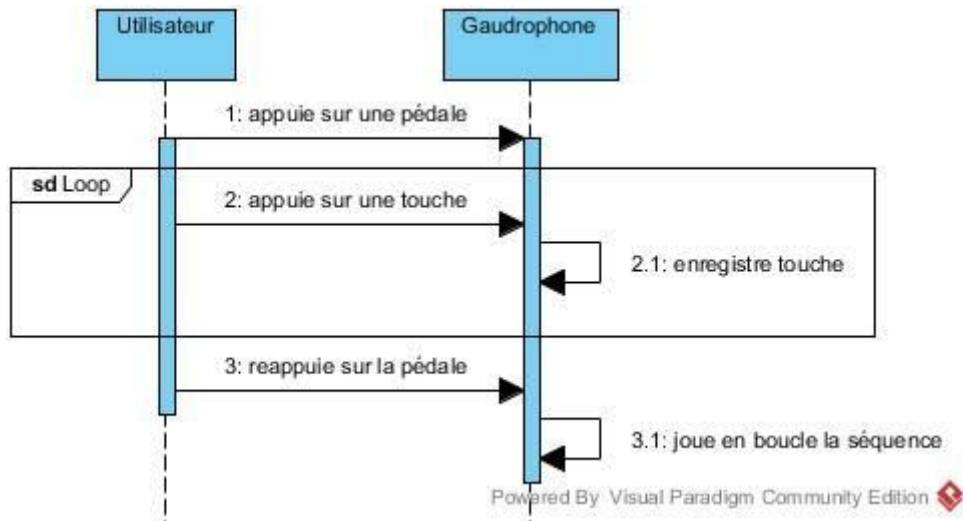 Utilisateur
Gaudrophone
1: appuie sur une pédale
sd Loop
2: appuie sur une touche
2.1: enregistre touche
3: reappuie sur la pédale
3.1: joue en boucle la séquence
Powered By Visual Paradigm Community Edition